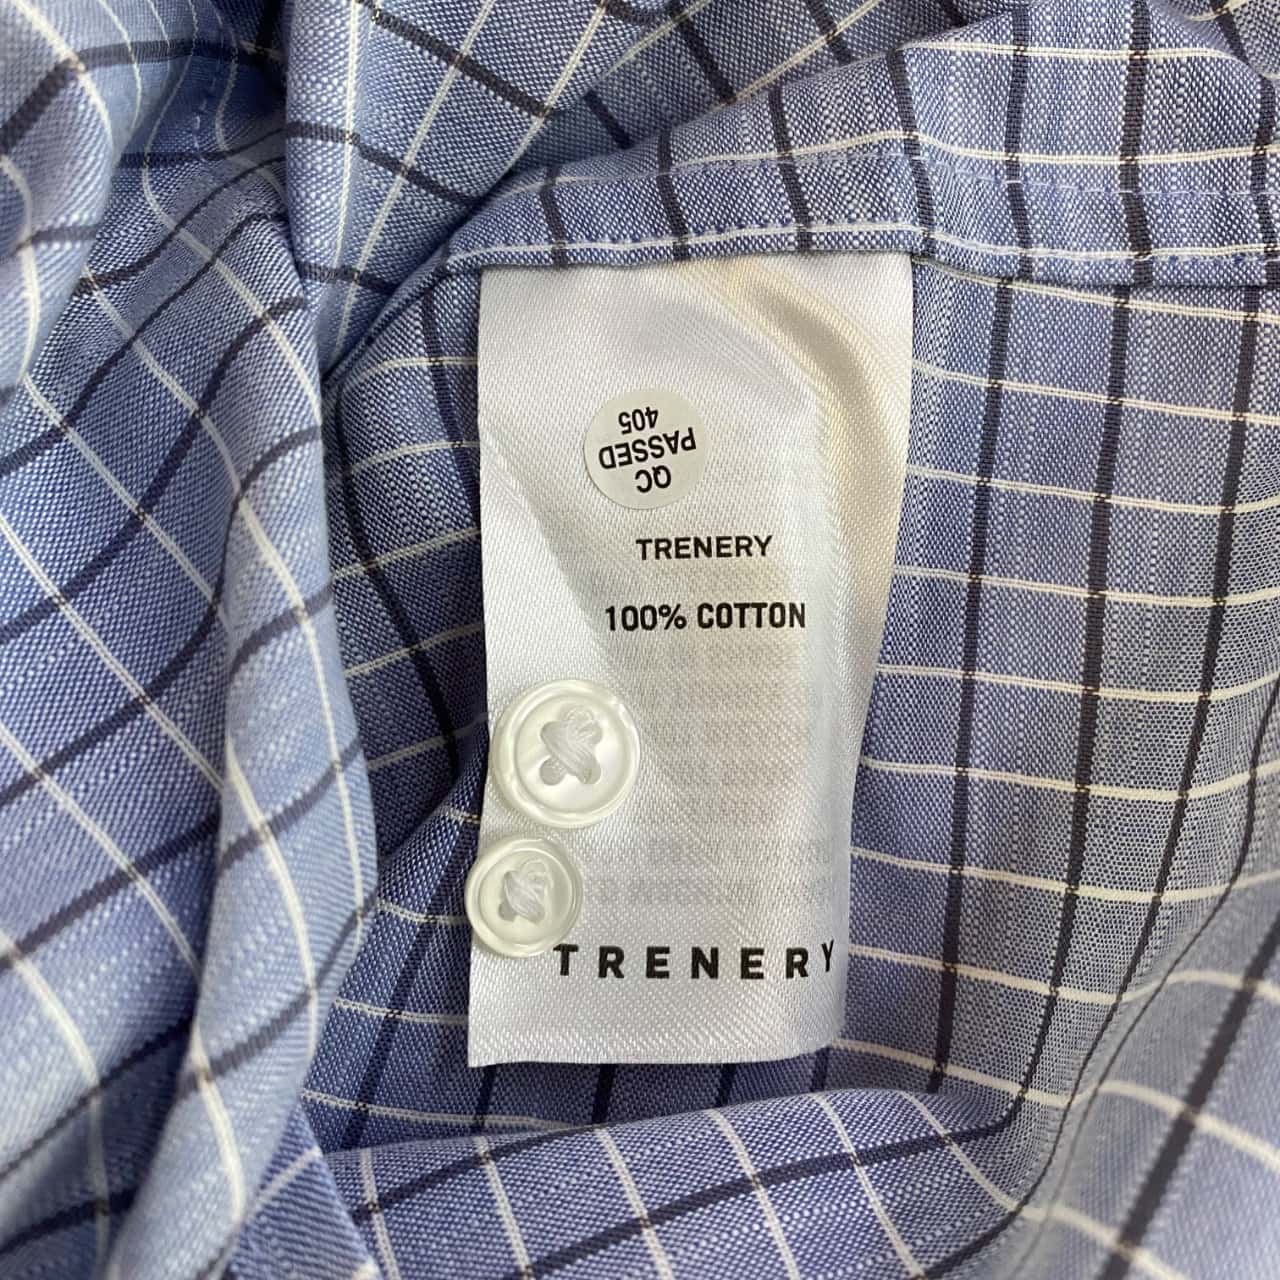 QC
PASSED
405
TRENERY
100% COTTON
TRENERY